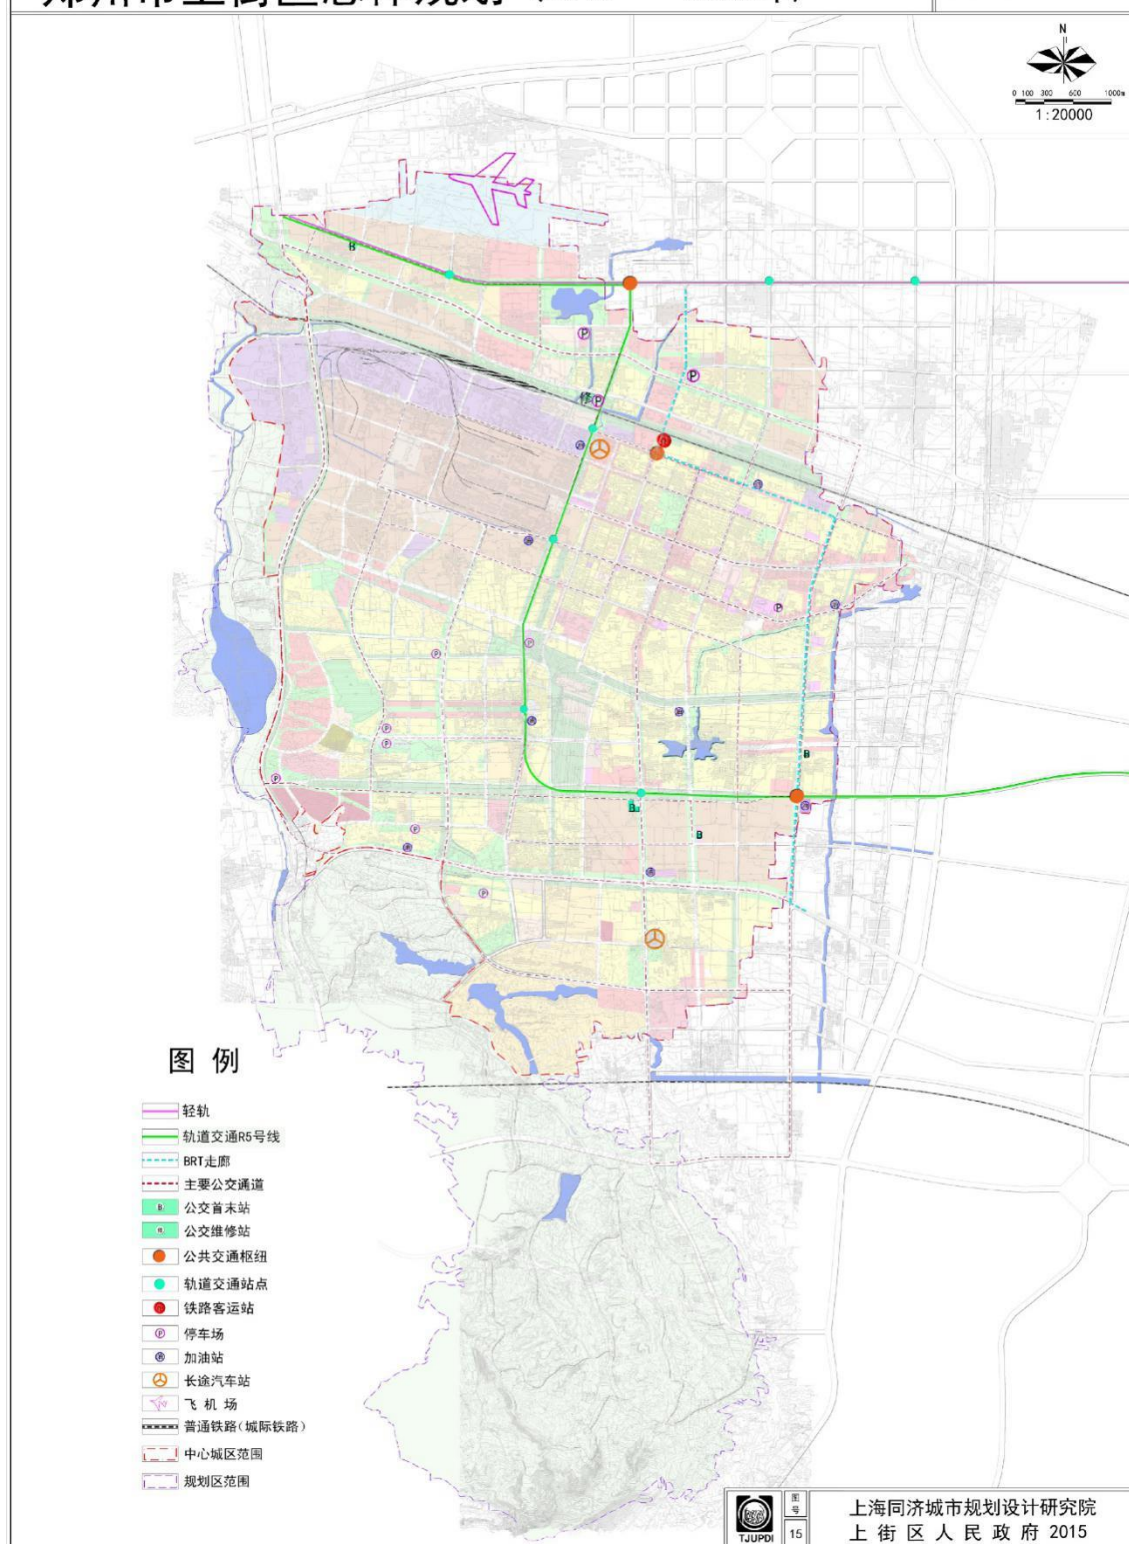 郑州市上街区总体规划
N
0 100 300 600 1000m
1:20000
P
P
修 P
P
P
P
P
P
P
P
P
B
B
B
B
图 例
轻轨
轨道交通R5号线
BRT走廊
主要公交通道
B 公交首末站
修 公交维修站
公共交通枢纽
轨道交通站点
铁路客运站
P 停车场
加油站
长途汽车站
飞 机 场
普通铁路(城际铁路)
中心城区范围
规划区范围
TJUPDI
图号
15
上海同济城市规划设计研究院
上 街 区 人 民 政 府 2015